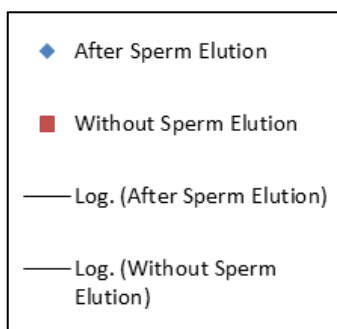 After Sperm Elution
Without Sperm Elution
Log. (After Sperm Elution)
Log. (Without Sperm
Elution)